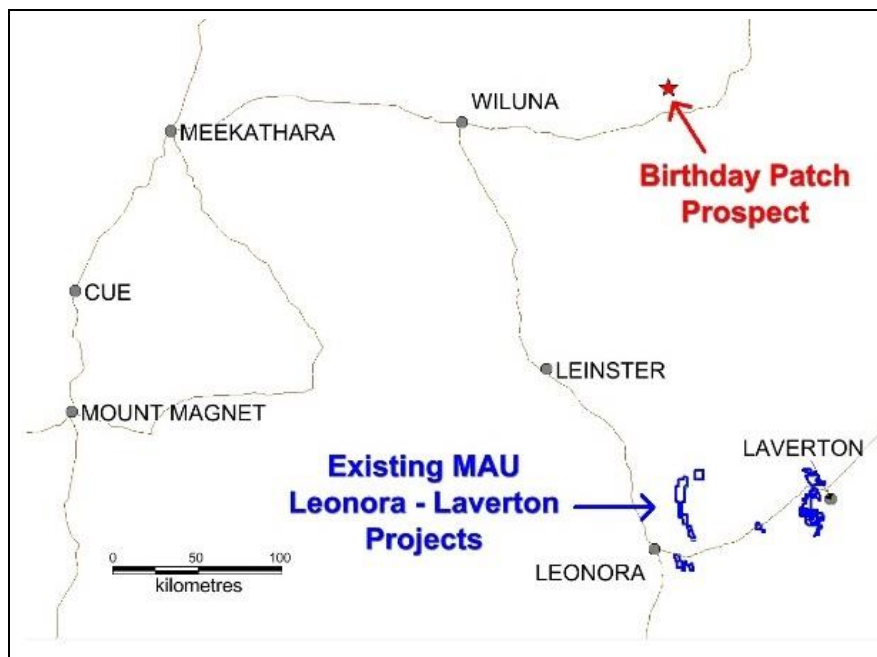 WILUNA
MEEKATHARA
Birthday Patch
Prospect
CUE
LEINSTER
MOUNT MAGNET
LAVERTON
Existing MAU
Leonora - Laverton
Projects
0 50 100
kilometres
LEONORA